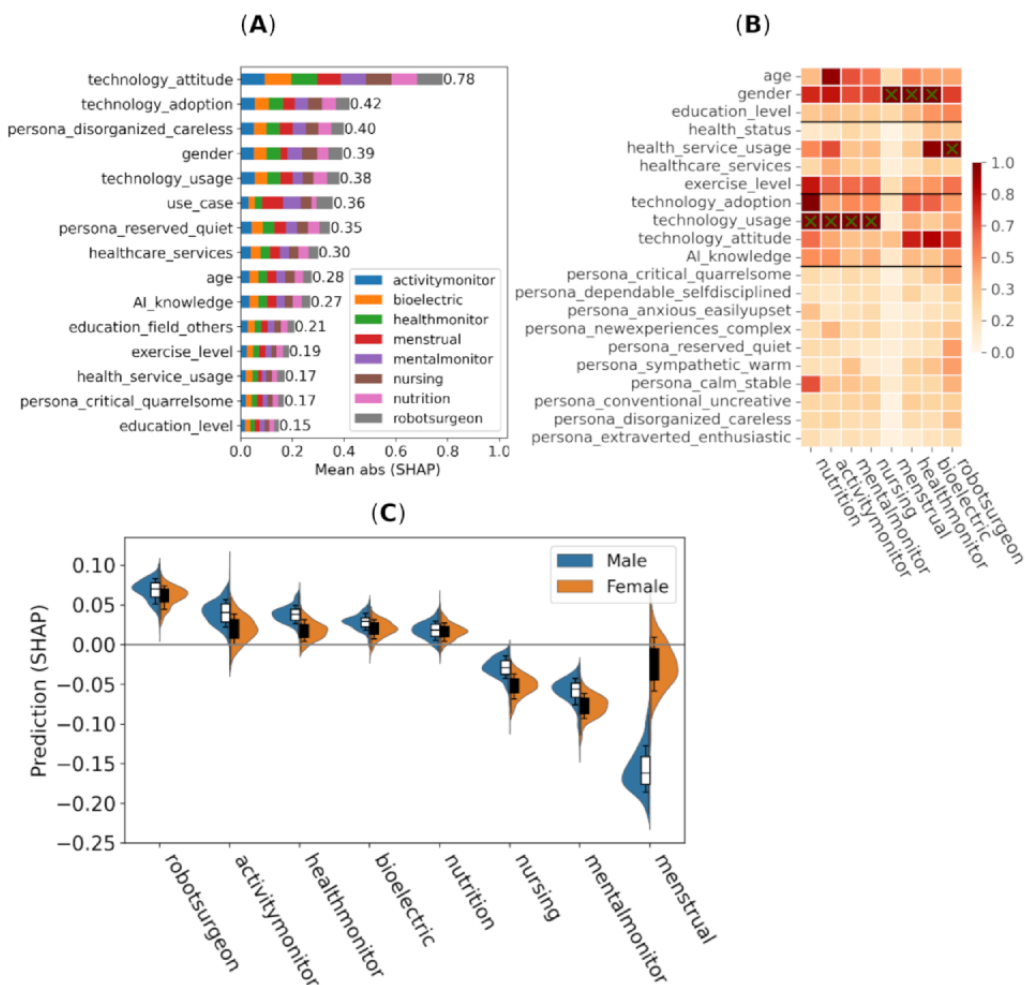 (A)
technology_attitude
technology_adoption
persona_disorganized_careless
gender
technology_usage
use_case
persona_reserved_quiet
healthcare_services
age
AI_knowledge
education_field_others
exercise_level
health_service_usage
persona_critical_quarrelsome
education_level
0.78
0.42
0.40
0.39
0.38
0.36
0.35
0.30
0.28
0.27
0.21
0.19
0.17
0.17
0.15
activitymonitor
bioelectric
healthmonitor
menstrual
mentalmonitor
nursing
nutrition
robotsurgeon
0.0 0.2 0.4 0.6 0.8 1.0
Mean abs (SHAP)
(B)
age
gender
education_level
health_status
health_service_usage
healthcare_services
exercise_level
technology_adoption
technology_usage
technology_attitude
AI_knowledge
persona_critical_quarrelsome
persona_dependable_selfdisciplined
persona_anxious_easilyupset
persona_newexperiences_complex
persona_reserved_quiet
persona_sympathetic_warm
persona_calm_stable
persona_conventional_uncreative
persona_disorganized_careless
persona_extraverted_enthusiastic
nutrition
activitymonitor
mentalmonitor
nursing
menstrual
healthmonitor
bioelectric
robotsurgeon
1.0
0.8
0.6
0.5
0.3
0.2
0.0
(C)
Prediction (SHAP)
0.10
0.05
0.00
−0.05
−0.10
−0.15
−0.20
−0.25
Male
Female
robotsurgeon
activitymonitor
healthmonitor
bioelectric
nutrition
nursing
mentalmonitor
menstrual